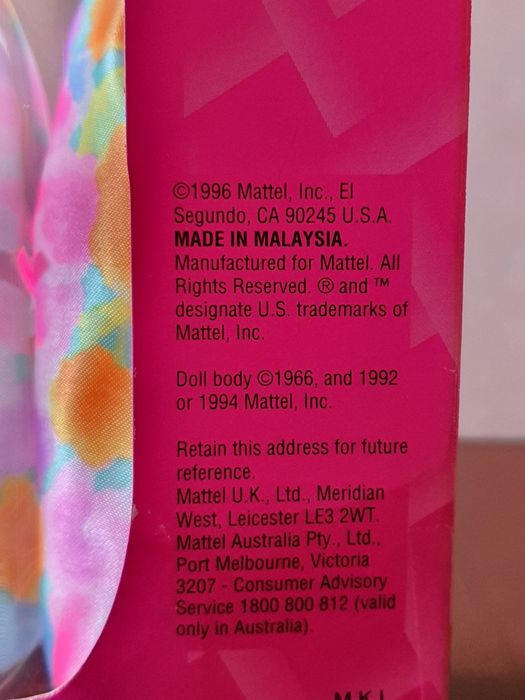 ©1996 Mattel, Inc., El
Segundo, CA 90245 U.S.A.
MADE IN MALAYSIA.
Manufactured for Mattel. All
Rights Reserved. ® and ™
designate U.S. trademarks of
Mattel, Inc.
Doll body ©1966, and 1992
or 1994 Mattel, Inc.
Retain this address for future
reference.
Mattel U.K., Ltd., Meridian
West, Leicester LE3 2WT.
Mattel Australia Pty., Ltd.,
Port Melbourne, Victoria
3207 - Consumer Advisory
Service 1800 800 812 (valid
only in Australia).